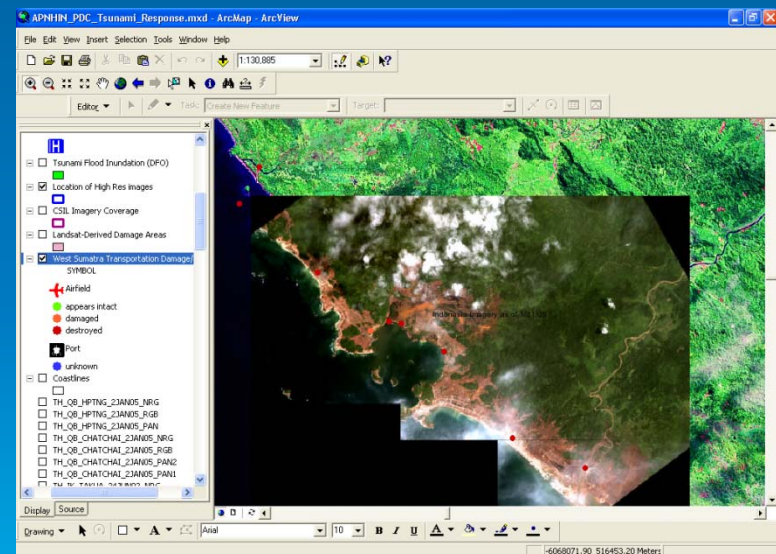 APNHIN_PDC_Tsunami_Response.mxd - ArcMap - ArcView
File Edit View Insert Selection Tools Window Help
1:130,885
Editor Task: Create New Feature Target:
H
Tsunami Flood Inundation (DFO)
Location of High Res images
CSIL Imagery Coverage
Landsat-Derived Damage Areas
West Sumatra Transportation Damage/
SYMBOL
Airfield
appears intact
damaged
destroyed
Port
unknown
Coastlines
TH_QB_HPTNG_2JAN05_NRG
TH_QB_HPTNG_2JAN05_RGB
TH_QB_HPTNG_2JAN05_PAN
TH_QB_CHATCHAI_2JAN05_NRG
TH_QB_CHATCHAI_2JAN05_RGB
TH_QB_CHATCHAI_2JAN05_PAN2
TH_QB_CHATCHAI_2JAN05_PAN1
Display Source
Drawing A Arial 10 B I U A
-6068071.90 516453.20 Meters